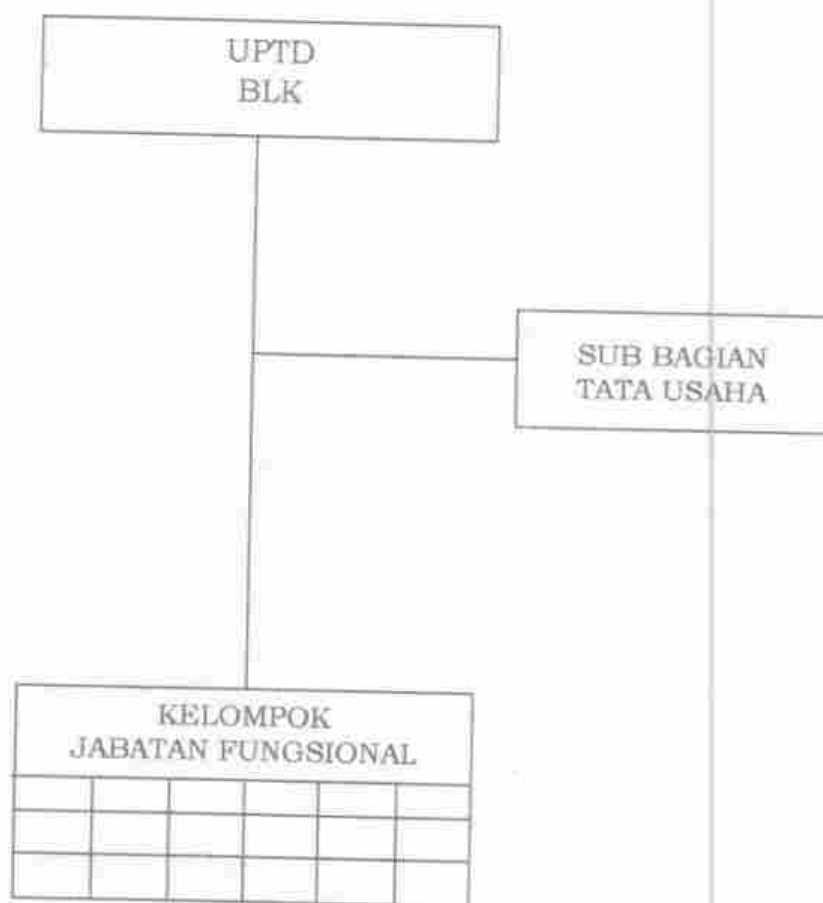 UPTD
BLK
SUB BAGIAN
TATA USAHA
KELOMPOK
JABATAN FUNGSIONAL